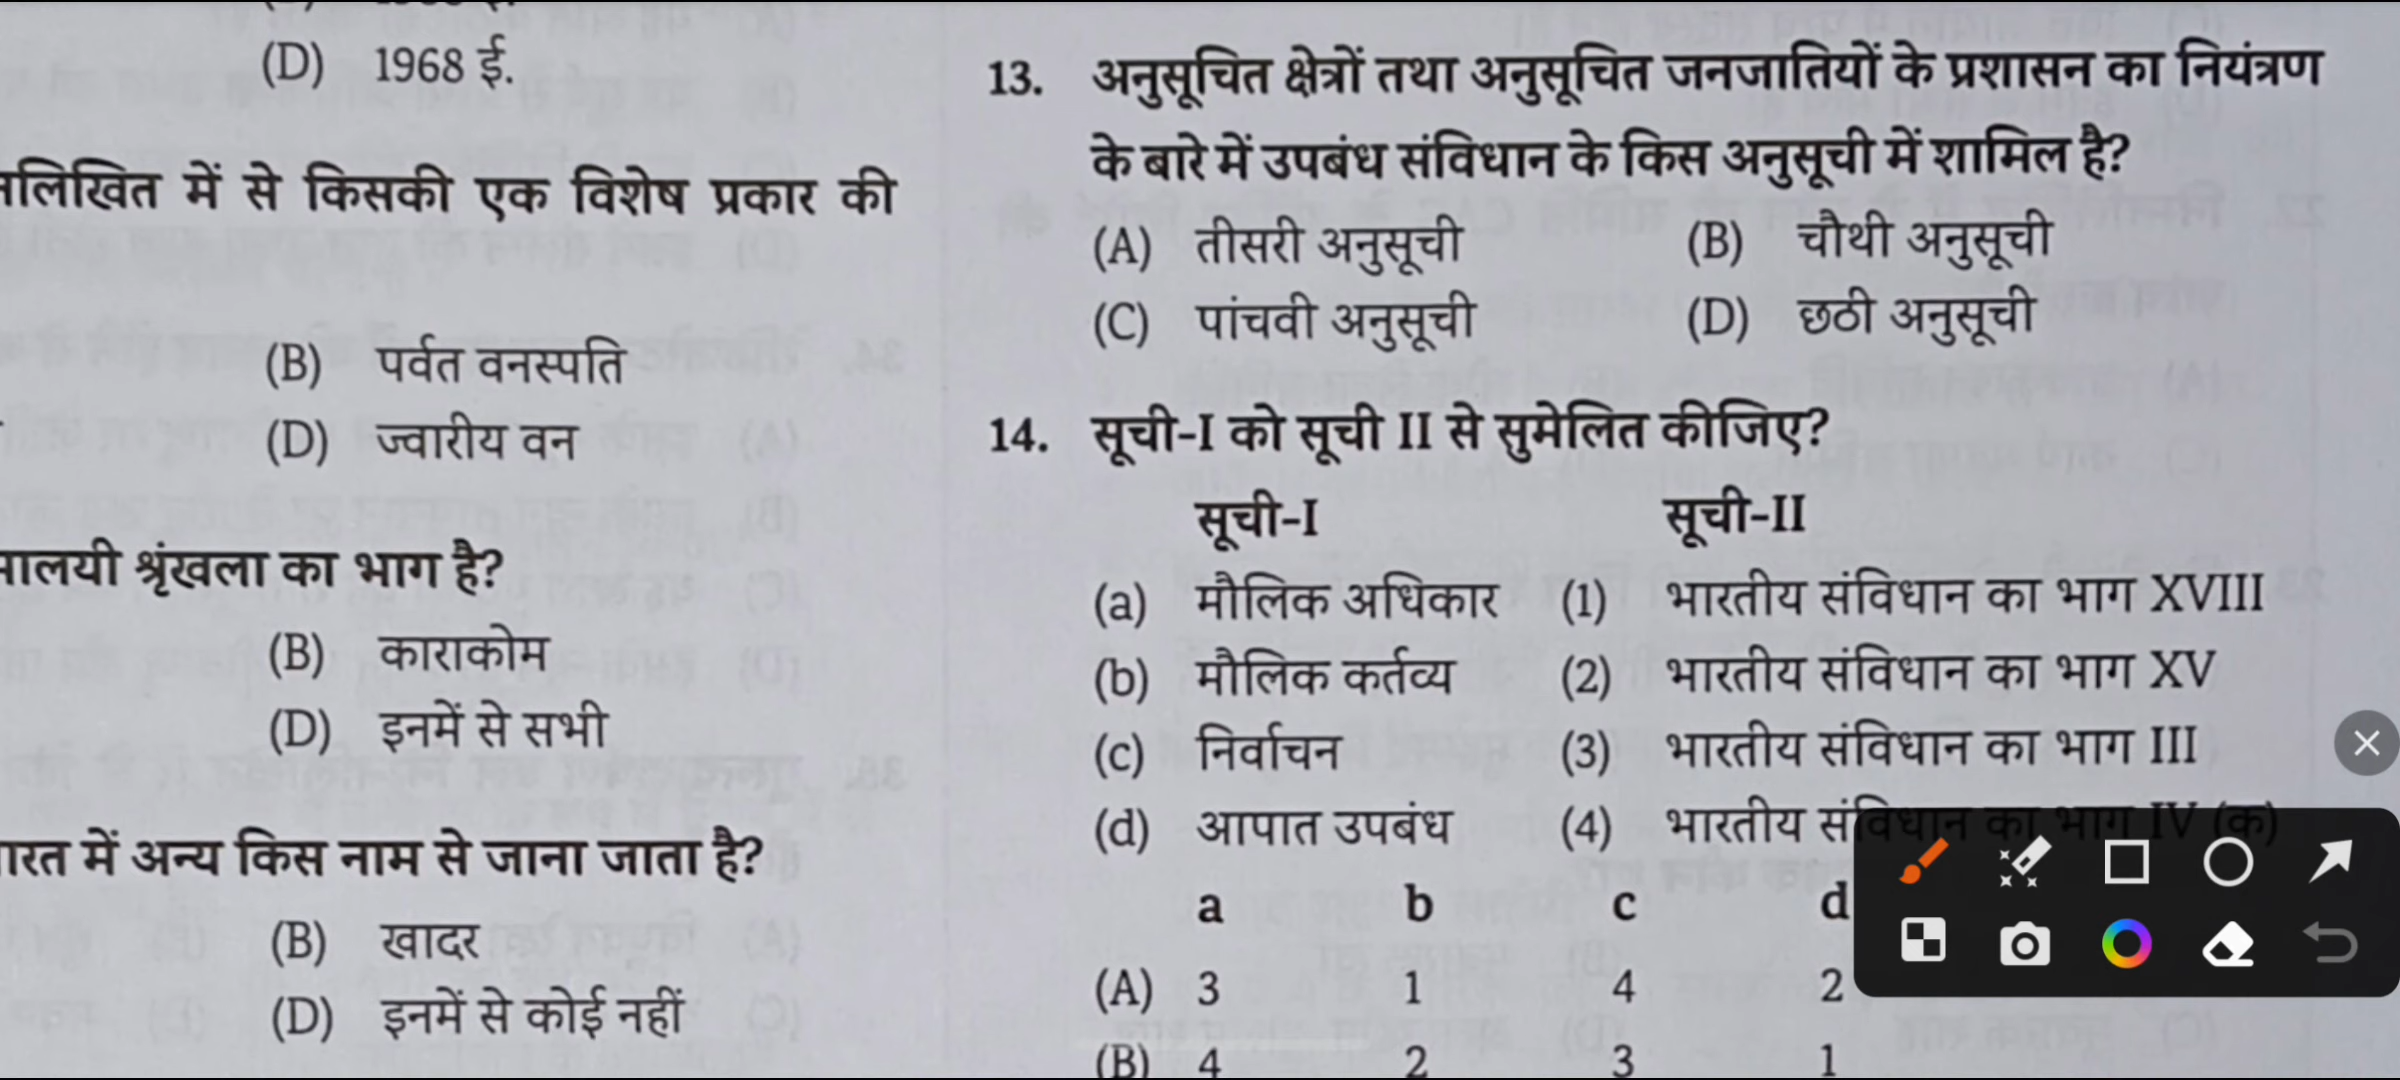 (D) 1968 ई.
में से किसकी एक विशेष प्रकार की
(B) पर्वत वनस्पति
(D) ज्वारीय वन
श्रृंखला का भाग है?
(B) काराकोम
(D) इनमें से सभी
में अन्य किस नाम से जाना जाता है?
(B) खादर
(D) इनमें से कोई नहीं
13. अनुसूचित क्षेत्रों तथा अनुसूचित जनजातियों के प्रशासन का नियंत्रण
के बारे में उपबंध संविधान के किस अनुसूची में शामिल है?
(A) तीसरी अनुसूची (B) चौथी अनुसूची
(C) पांचवी अनुसूची (D) छठी अनुसूची
14. सूची-I को सूची II से सुमेलित कीजिए?
सूची-I सूची-II
(a) मौलिक अधिकार (1) भारतीय संविधान का भाग XVIII
(b) मौलिक कर्तव्य (2) भारतीय संविधान का भाग XV
(c) निर्वाचन (3) भारतीय संविधान का भाग III
(d) आपात उपबंध (4) भारतीय संविधान का भाग IV (क)
a b c d
(A) 3 1 4 2
(B) 4 2 3 1